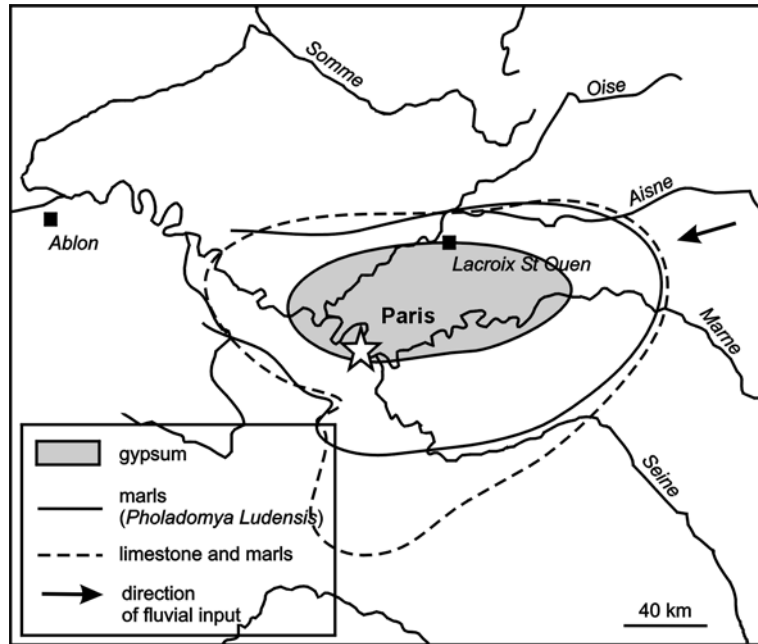 Somme
Oise
Aisne
Ablon
Lacroix St Ouen
Paris
Marne
gypsum
marls
(Pholadomya Ludensis)
limestone and marls
direction
of fluvial input
Seine
40 km